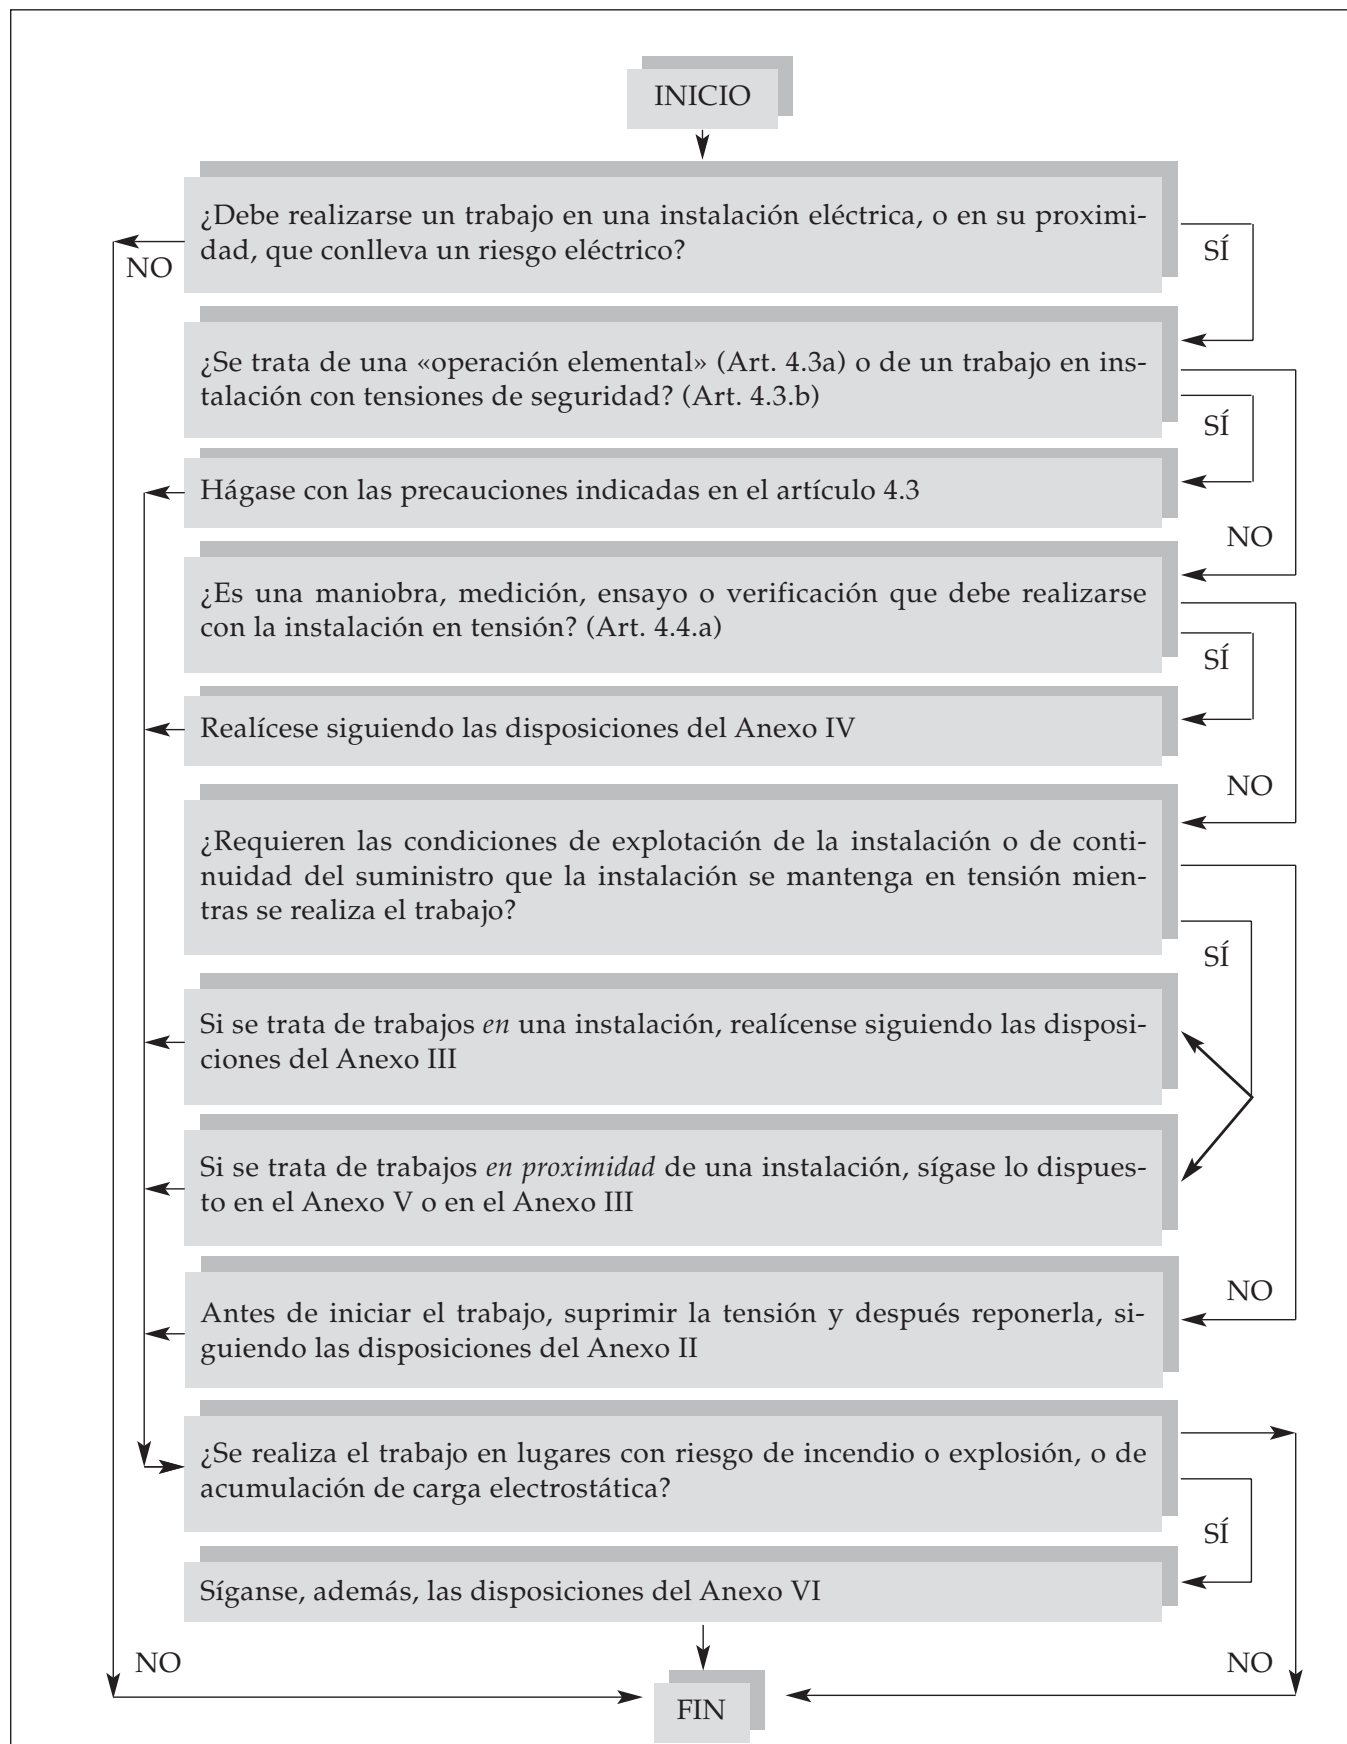 INICIO
¿Debe realizarse un trabajo en una instalación eléctrica, o en su proximi-
dad, que conlleva un riesgo eléctrico?
NO
SÍ
¿Se trata de una «operación elemental» (Art. 4.3a) o de un trabajo en ins-
talación con tensiones de seguridad? (Art. 4.3.b)
SÍ
Hágase con las precauciones indicadas en el artículo 4.3
NO
¿Es una maniobra, medición, ensayo o verificación que debe realizarse
con la instalación en tensión? (Art. 4.4.a)
SÍ
Realícese siguiendo las disposiciones del Anexo IV
NO
¿Requieren las condiciones de explotación de la instalación o de conti-
nuidad del suministro que la instalación se mantenga en tensión mien-
tras se realiza el trabajo?
SÍ
Si se trata de trabajos en una instalación, realícense siguiendo las disposi-
ciones del Anexo III
Si se trata de trabajos en proximidad de una instalación, sígase lo dispues-
to en el Anexo V o en el Anexo III
NO
Antes de iniciar el trabajo, suprimir la tensión y después reponerla, si-
guiendo las disposiciones del Anexo II
¿Se realiza el trabajo en lugares con riesgo de incendio o explosión, o de
acumulación de carga electrostática?
SÍ
Síganse, además, las disposiciones del Anexo VI
NO
NO
FIN